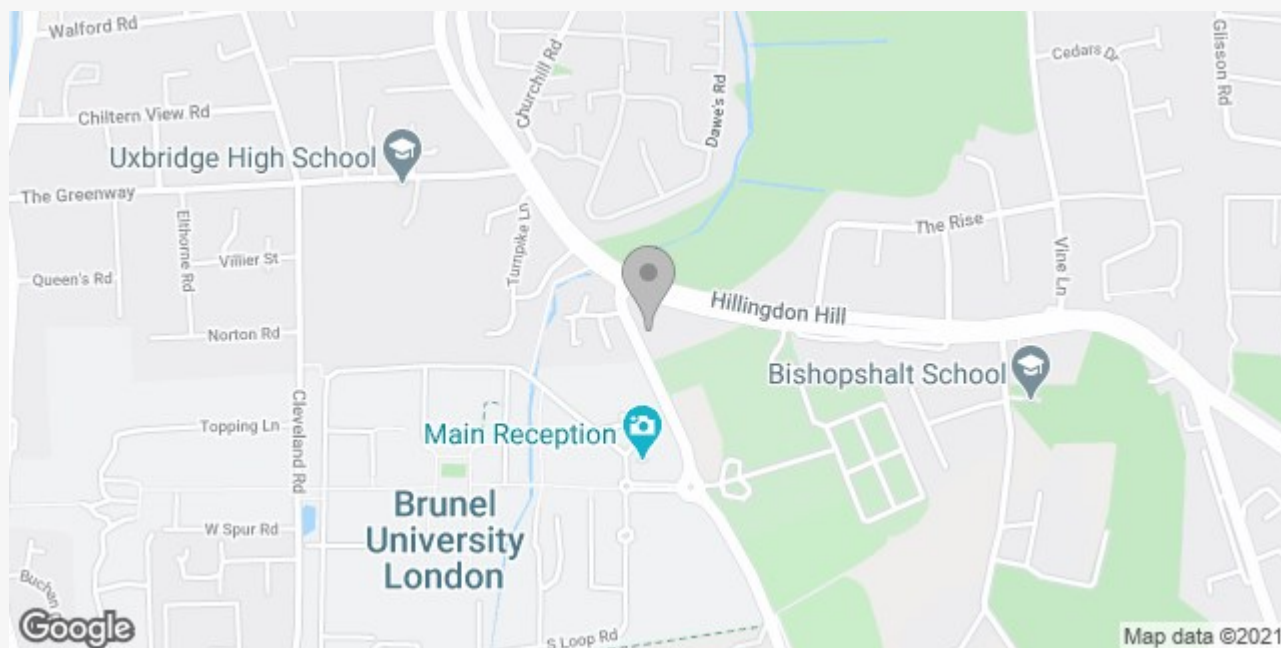 Walford Rd
Churchill Rd
Dawe's Rd
Cedars Dr
Glisson Rd
Chiltern View Rd
Uxbridge High School
The Greenway
Elthorne Rd
Villier St
Turnpike Ln
The Rise
Vine Ln
Queen's Rd
Hillingdon Hill
Norton Rd
Bishopshalt School
Cleveland Rd
Topping Ln
Main Reception
Brunel
University
London
W Spur Rd
Buchan
S Loop Rd
Google
Map data ©2021